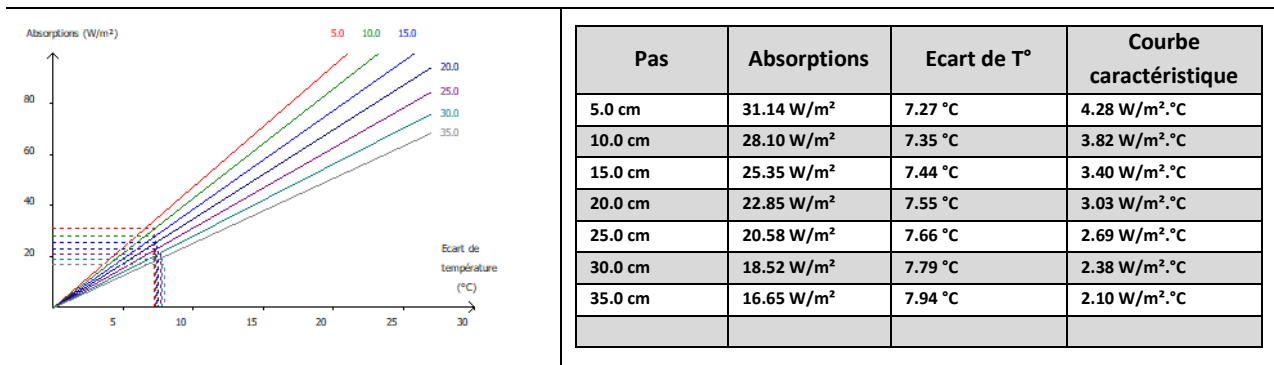 Absorptions (W/m²)
5.0 10.0 15.0
20.0
25.0
30.0
35.0
80
60
40
20
Ecart de
température
(°C)
5 10 15 20 25 30
Pas Absorptions Ecart de T° Courbe
caractéristique
5.0 cm 31.14 W/m² 7.27 °C 4.28 W/m².°C
10.0 cm 28.10 W/m² 7.35 °C 3.82 W/m².°C
15.0 cm 25.35 W/m² 7.44 °C 3.40 W/m².°C
20.0 cm 22.85 W/m² 7.55 °C 3.03 W/m².°C
25.0 cm 20.58 W/m² 7.66 °C 2.69 W/m².°C
30.0 cm 18.52 W/m² 7.79 °C 2.38 W/m².°C
35.0 cm 16.65 W/m² 7.94 °C 2.10 W/m².°C